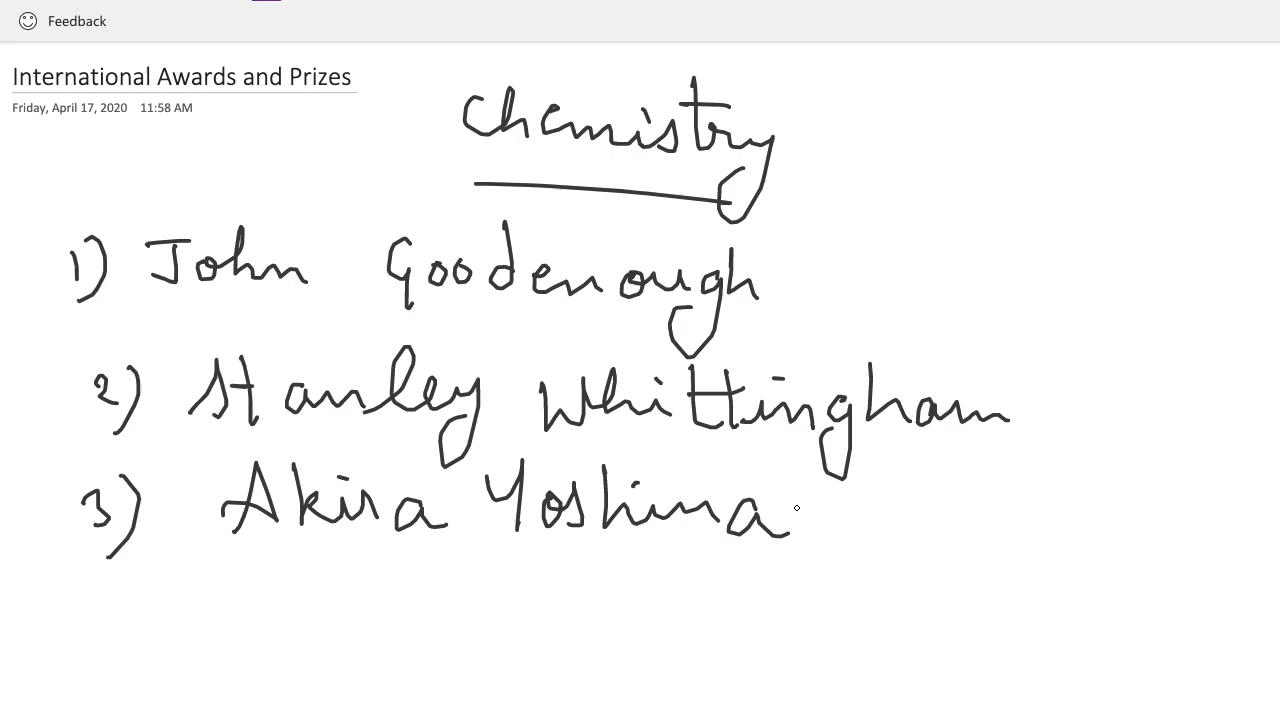 Feedback
International Awards and Prizes
Friday, April 17, 2020 11:58 AM
Chemistry
1) John Goodenough
2) Stanley Whittingham
3) Akira Yoshina